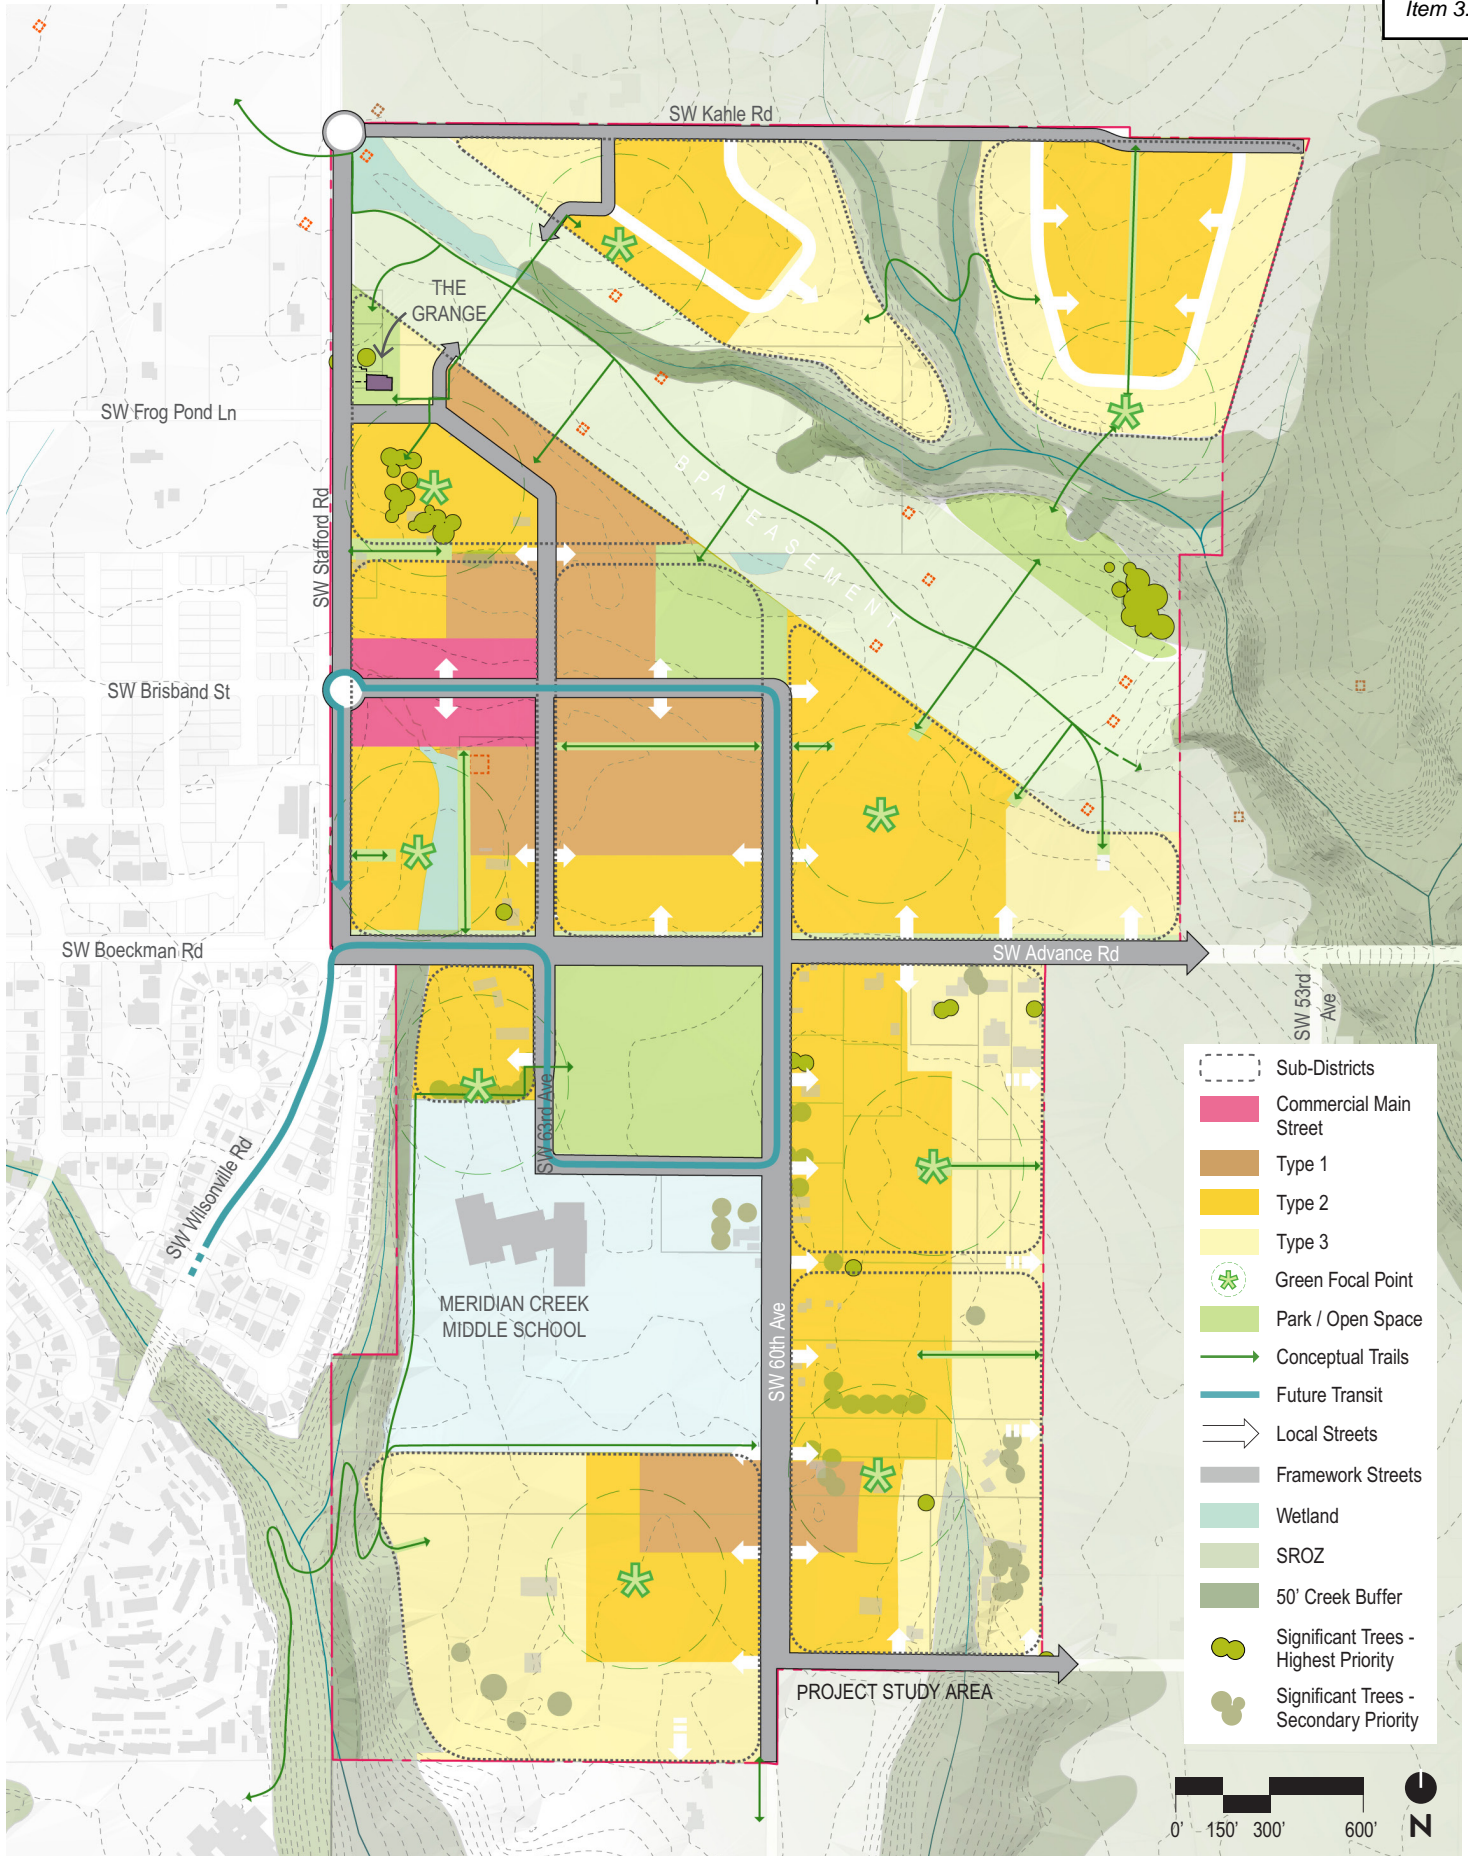 Item 3.
SW Kahle Rd
THE
GRANGE
SW Frog Pond Ln
SW Stafford Rd
BPA EASEMENT
SW Brisband St
SW Boeckman Rd
SW Advance Rd
SW 53rd
Ave
SW 63rd Ave
SW Wilsonville Rd
MERIDIAN CREEK
MIDDLE SCHOOL
SW 60th Ave
PROJECT STUDY AREA
Sub-Districts
Commercial Main
Street
Type 1
Type 2
Type 3
Green Focal Point
Park / Open Space
Conceptual Trails
Future Transit
Local Streets
Framework Streets
Wetland
SROZ
50' Creek Buffer
Significant Trees -
Highest Priority
Significant Trees -
Secondary Priority
0' 150' 300' 600'
N